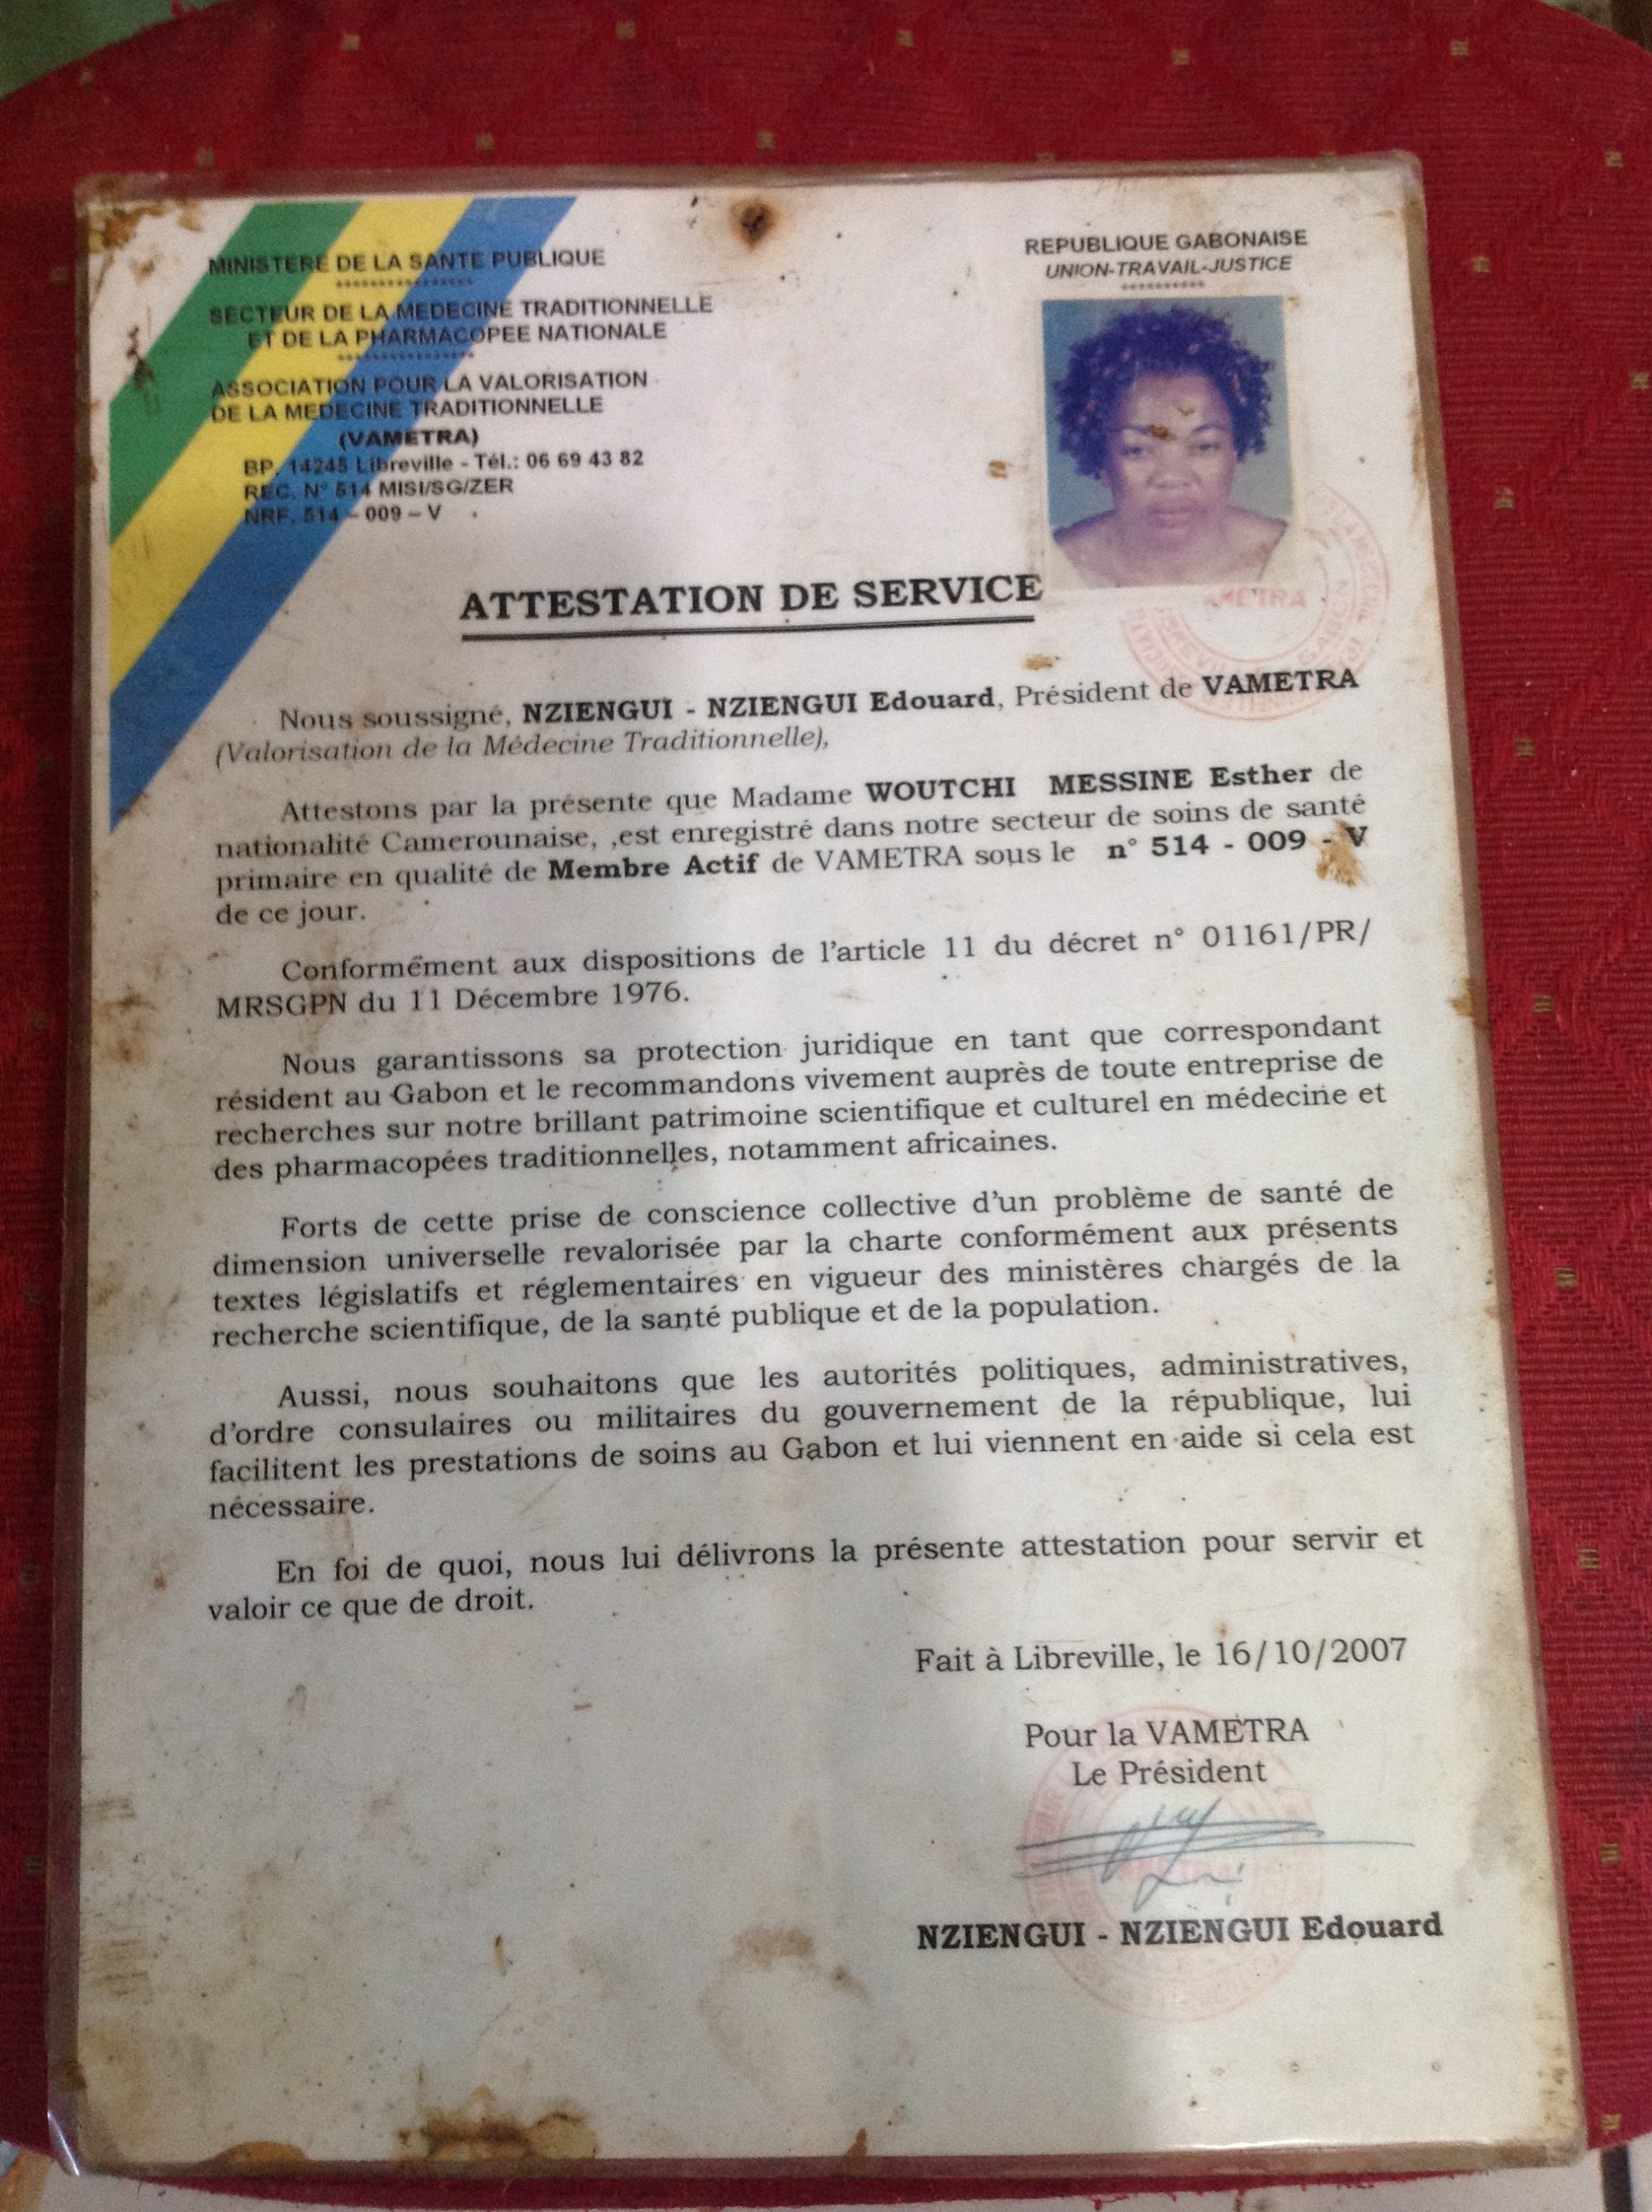 MINISTERE DE LA SANTE PUBLIQUE
****************
SECTEUR DE LA MEDECINE TRADITIONNELLE
ET DE LA PHARMACOPEE NATIONALE
****************
ASSOCIATION POUR LA VALORISATION
DE LA MEDECINE TRADITIONNELLE
(VAMETRA)
BP. 14245 Libreville - Tél.: 06 69 43 82
REC. N° 514 MISI/SG/ZER
NRF. 514 – 009 – V
REPUBLIQUE GABONAISE
UNION-TRAVAIL-JUSTICE
**********
ATTESTATION DE SERVICE
Nous soussigné, NZIENGUI - NZIENGUI Edouard, Président de VAMETRA
(Valorisation de la Médecine Traditionnelle),
Attestons par la présente que Madame WOUTCHI MESSINE Esther de
nationalité Camerounaise, ,est enregistré dans notre secteur de soins de santé
primaire en qualité de Membre Actif de VAMETRA sous le n° 514 - 009 - V
de ce jour.
Conformément aux dispositions de l'article 11 du décret n° 01161/PR/
MRSGPN du 11 Décembre 1976.
Nous garantissons sa protection juridique en tant que correspondant
résident au Gabon et le recommandons vivement auprès de toute entreprise de
recherches sur notre brillant patrimoine scientifique et culturel en médecine et
des pharmacopées traditionnelles, notamment africaines.
Forts de cette prise de conscience collective d'un problème de santé de
dimension universelle revalorisée par la charte conformément aux présents
textes législatifs et réglementaires en vigueur des ministères chargés de la
recherche scientifique, de la santé publique et de la population.
Aussi, nous souhaitons que les autorités politiques, administratives,
d'ordre consulaires ou militaires du gouvernement de la république, lui
facilitent les prestations de soins au Gabon et lui viennent en aide si cela est
nécessaire.
En foi de quoi, nous lui délivrons la présente attestation pour servir et
valoir ce que de droit.
Fait à Libreville, le 16/10/2007
Pour la VAMETRA
Le Président
NZIENGUI - NZIENGUI Edouard